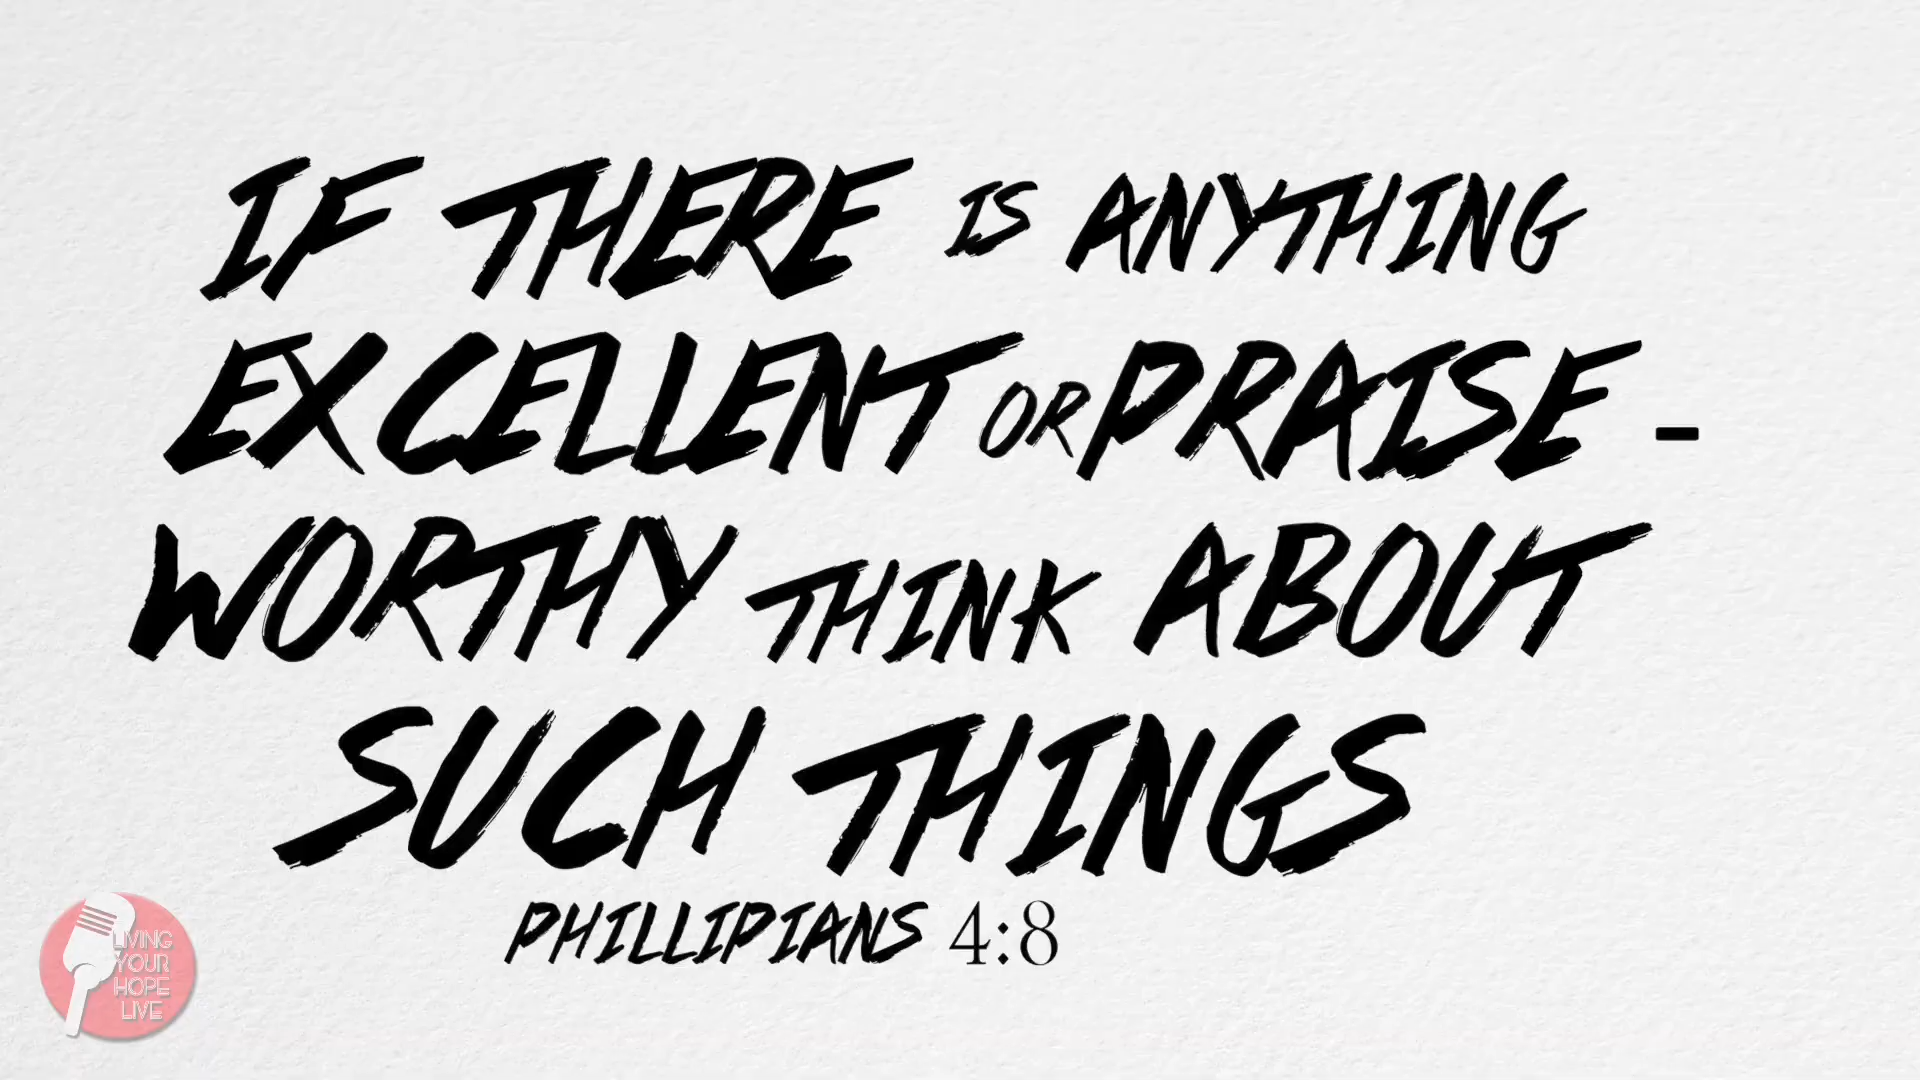 IF THERE IS ANYTHING
EXCELLENT OR PRAISE -
WORTHY THINK ABOUT
SUCH THINGS
PHILLIPIANS 4:8
LIVING
YOUR
HOPE
LIVE